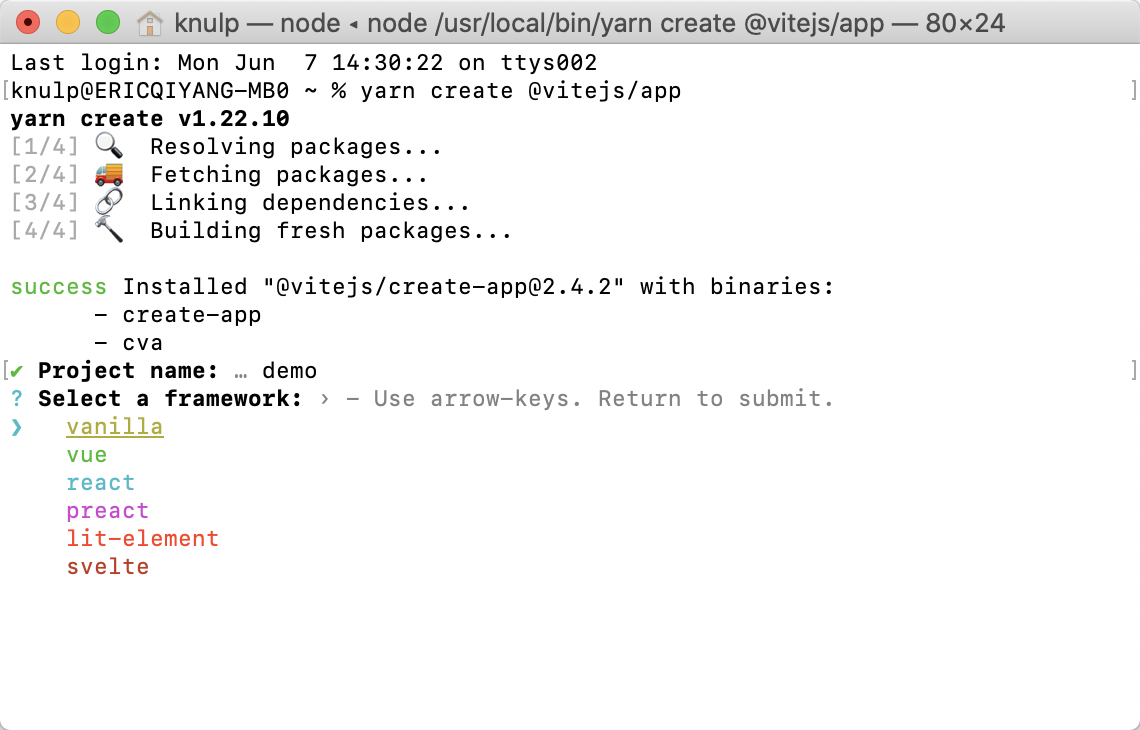 knulp — node ◂ node /usr/local/bin/yarn create @vitejs/app — 80×24
Last login: Mon Jun  7 14:30:22 on ttys002
[knulp@ERICQIYANG-MB0 ~ % yarn create @vitejs/app ]
yarn create v1.22.10
[1/4] 🔍  Resolving packages...
[2/4] 🚚  Fetching packages...
[3/4] 🔗  Linking dependencies...
[4/4] 🔨  Building fresh packages...
success Installed "@vitejs/create-app@2.4.2" with binaries:
      - create-app
      - cva
[✔ Project name: … demo ]
? Select a framework: › - Use arrow-keys. Return to submit.
❯   vanilla
    vue
    react
    preact
    lit-element
    svelte